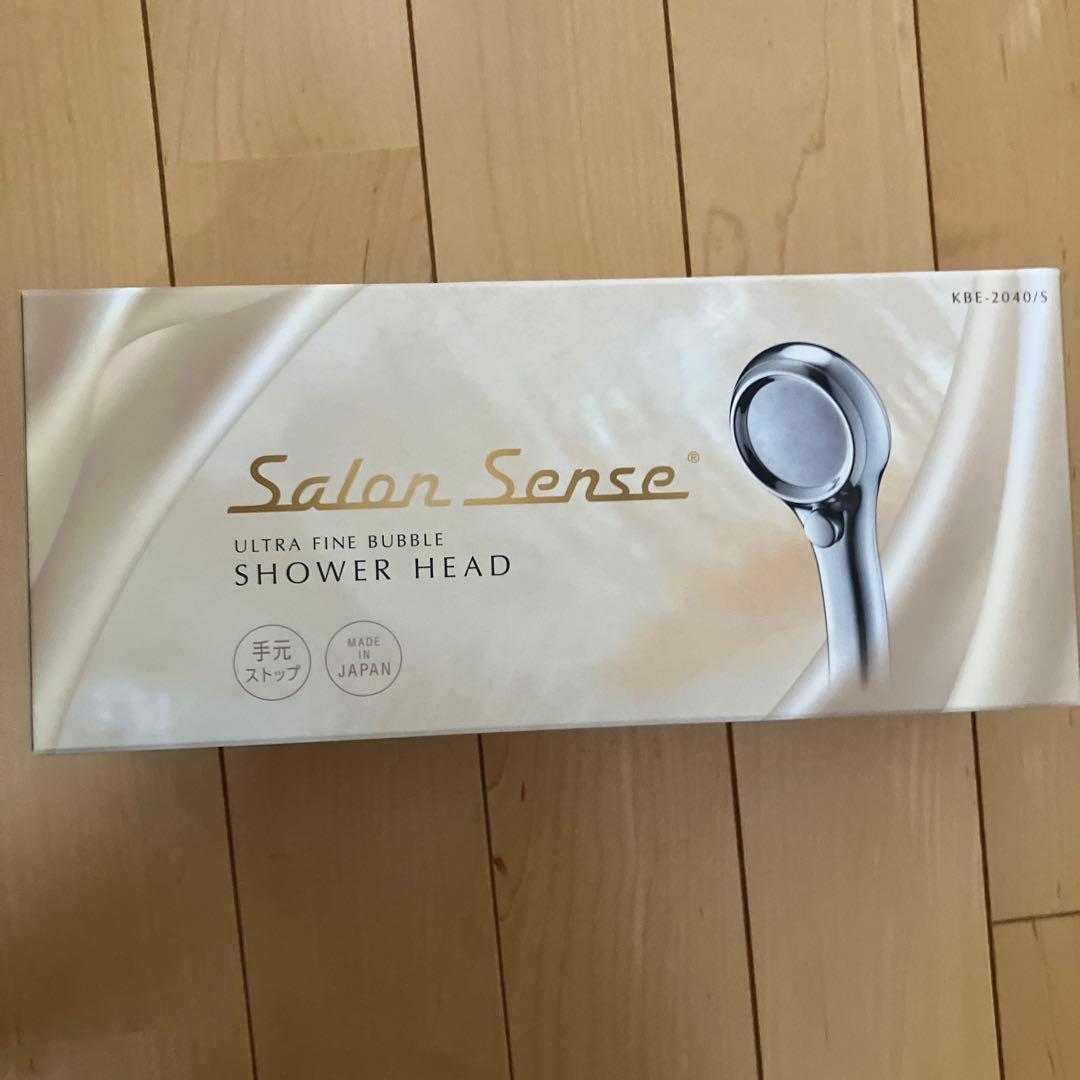 KBE-2040/S
Salon Sense®
ULTRA FINE BUBBLE
SHOWER HEAD
手元
ストップ
MADE
IN
JAPAN